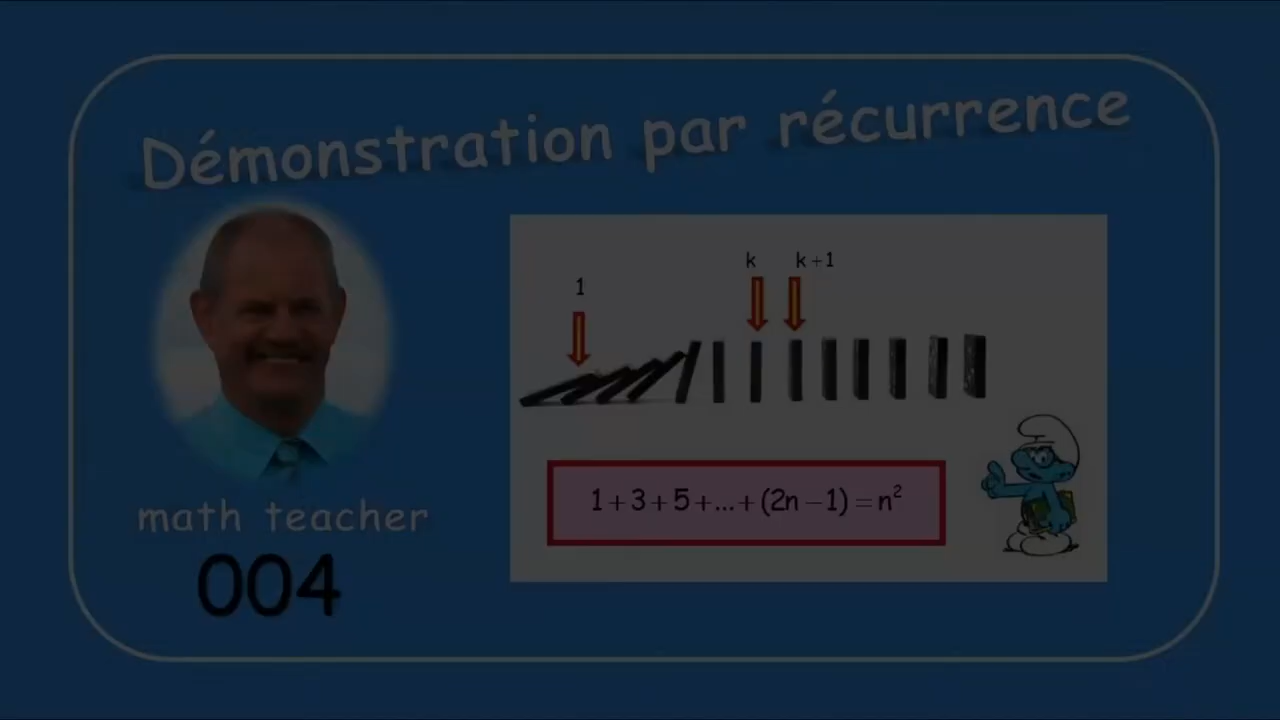 Démonstration par récurrence
k k+1
1
1+3+5+...+(2n−1)=n²
math teacher
004